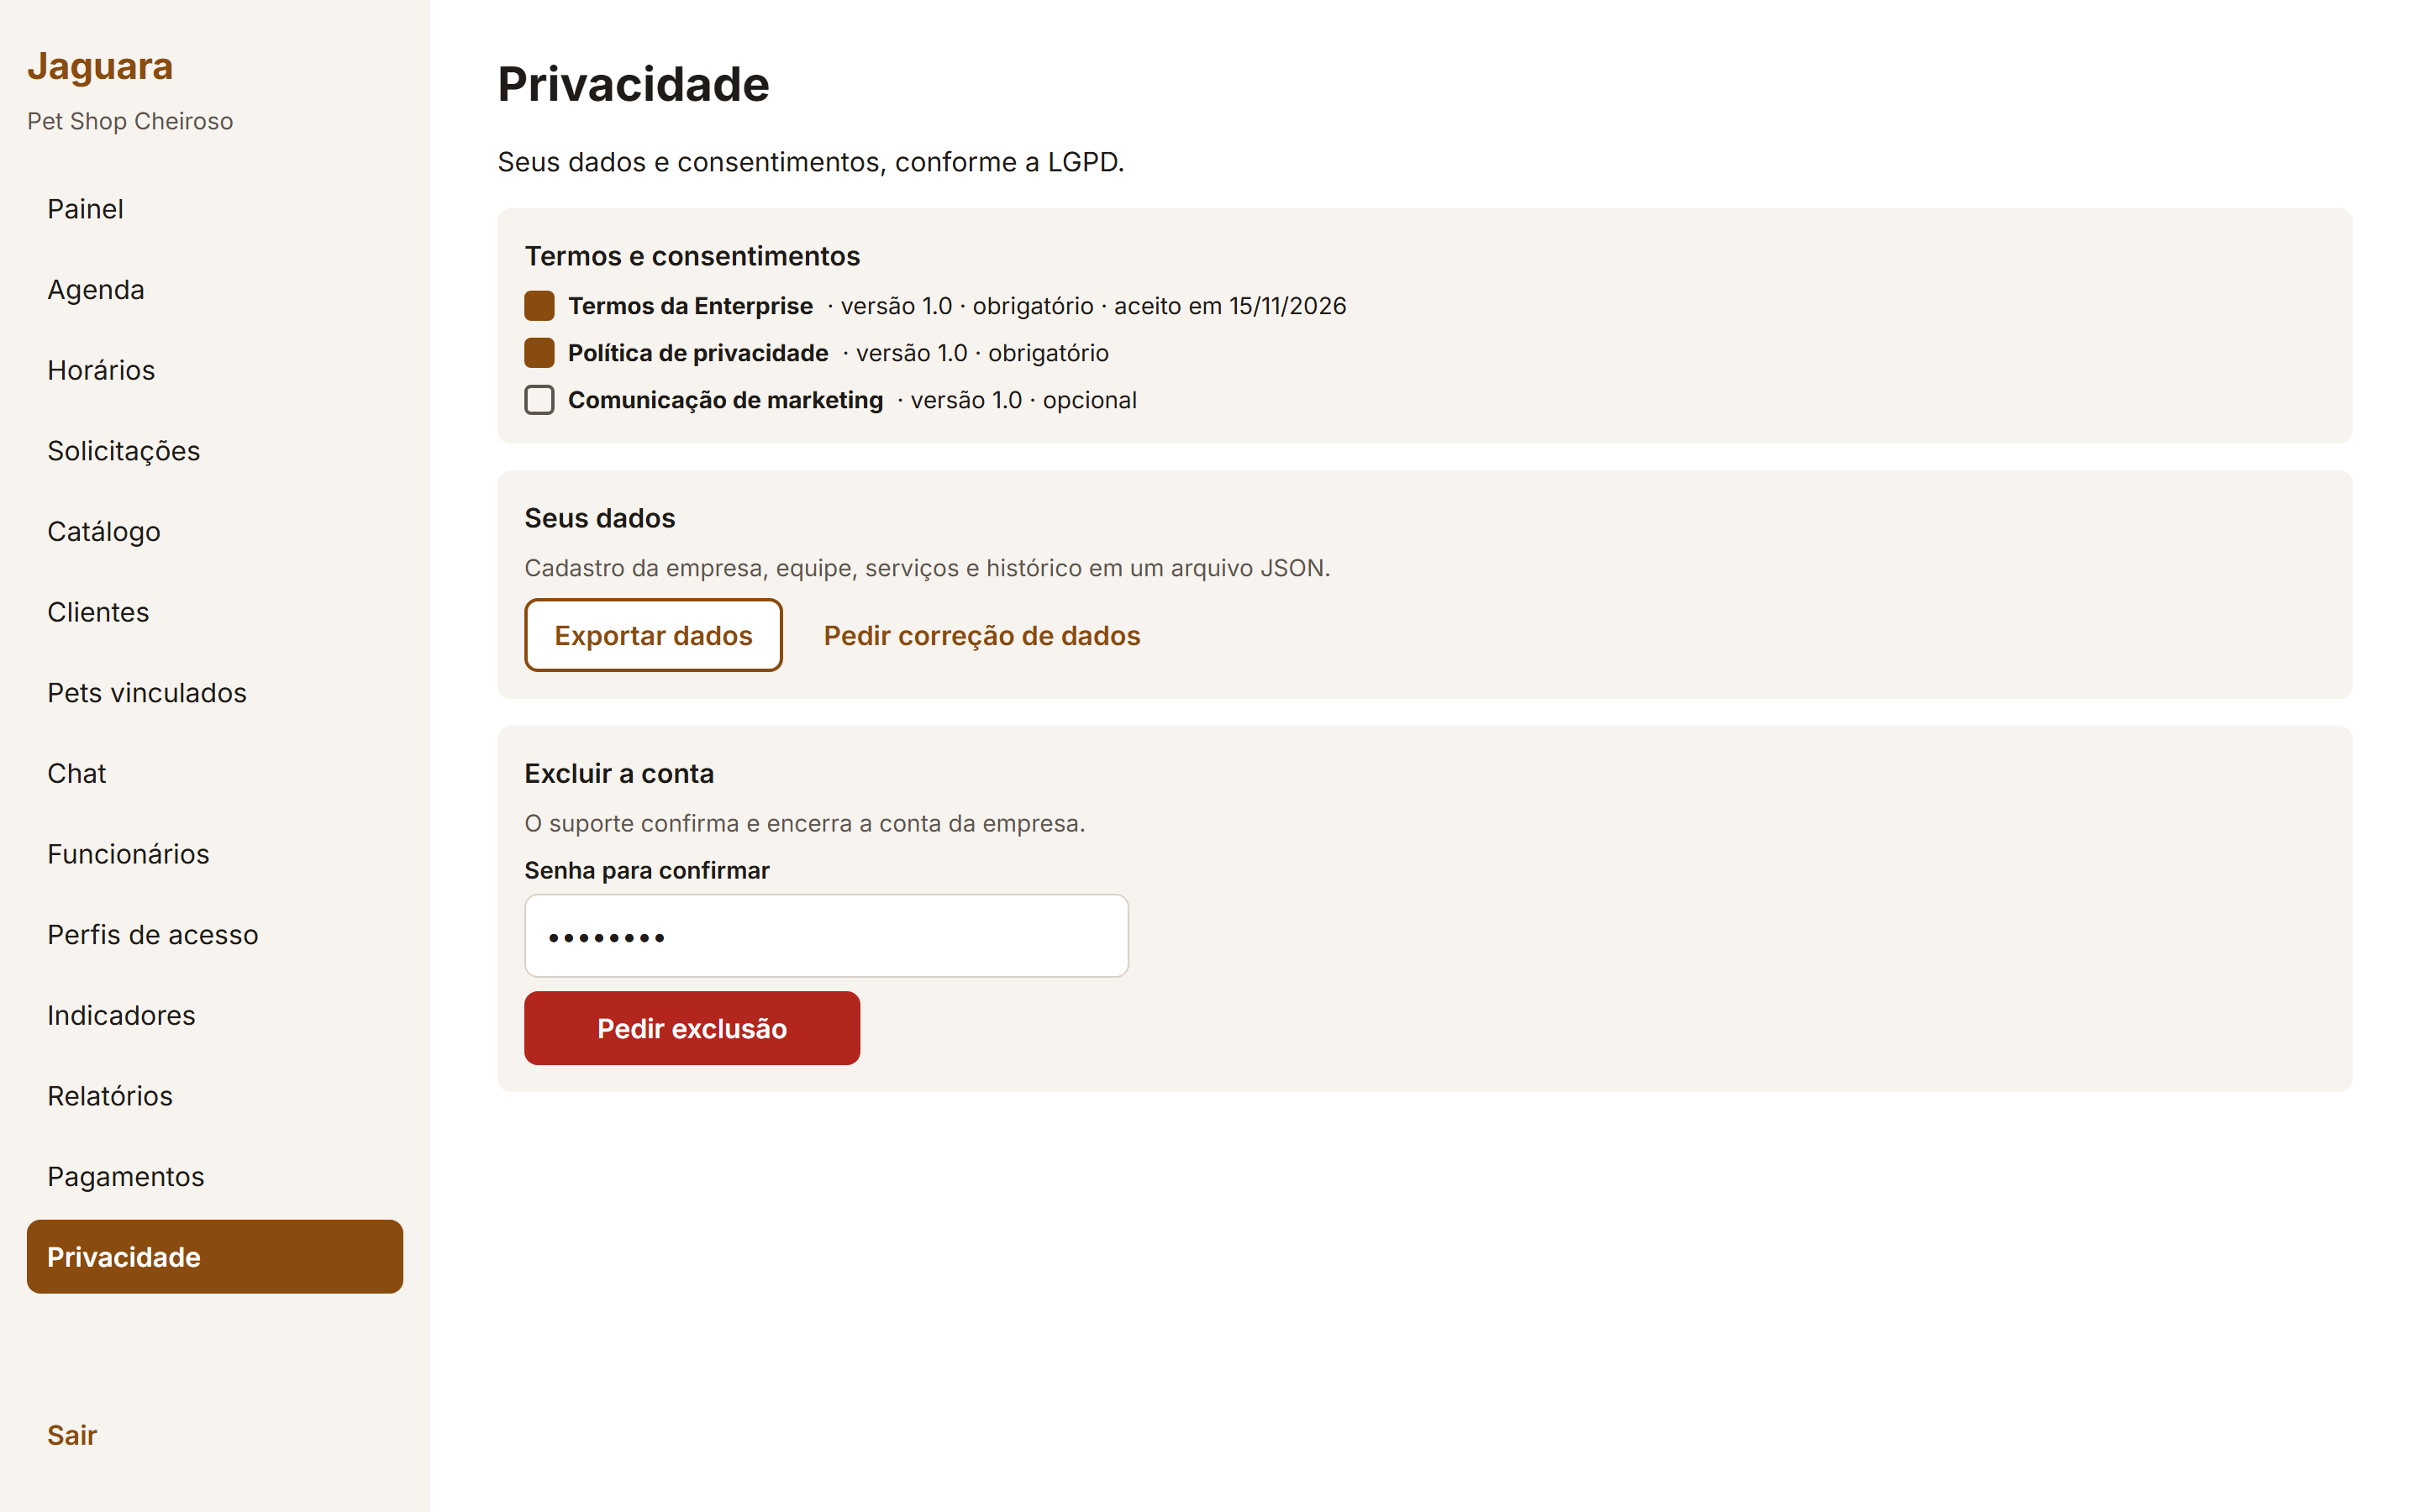 Jaguara
Pet Shop Cheiroso
Painel
Agenda
Horários
Solicitações
Catálogo
Clientes
Pets vinculados
Chat
Funcionários
Perfis de acesso
Indicadores
Relatórios
Pagamentos
Privacidade
Sair
Privacidade
Seus dados e consentimentos, conforme a LGPD.
Termos e consentimentos
Termos da Enterprise · versão 1.0 · obrigatório · aceito em 15/11/2026
Política de privacidade · versão 1.0 · obrigatório
Comunicação de marketing · versão 1.0 · opcional
Seus dados
Cadastro da empresa, equipe, serviços e histórico em um arquivo JSON.
Exportar dados Pedir correção de dados
Excluir a conta
O suporte confirma e encerra a conta da empresa.
Senha para confirmar
••••••••
Pedir exclusão